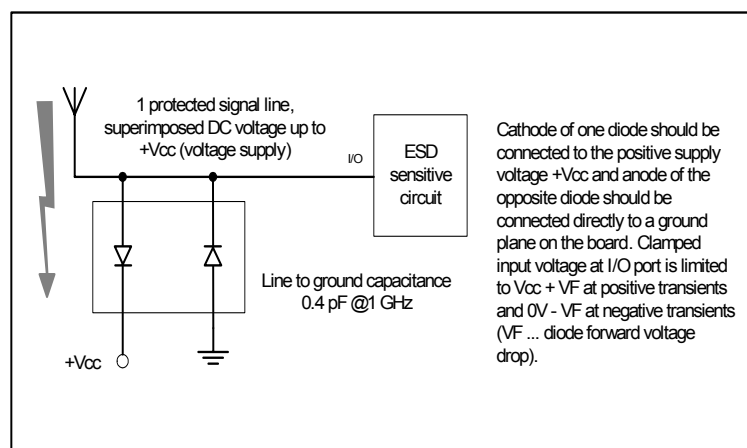 1 protected signal line,
superimposed DC voltage up to
+Vcc (voltage supply)
I/O
ESD
sensitive
circuit
Line to ground capacitance
0.4 pF @1 GHz
+Vcc
Cathode of one diode should be
connected to the positive supply
voltage +Vcc and anode of the
opposite diode should be
connected directly to a ground
plane on the board. Clamped
input voltage at I/O port is limited
to Vcc + VF at positive transients
and 0V - VF at negative transients
(VF ... diode forward voltage
drop).